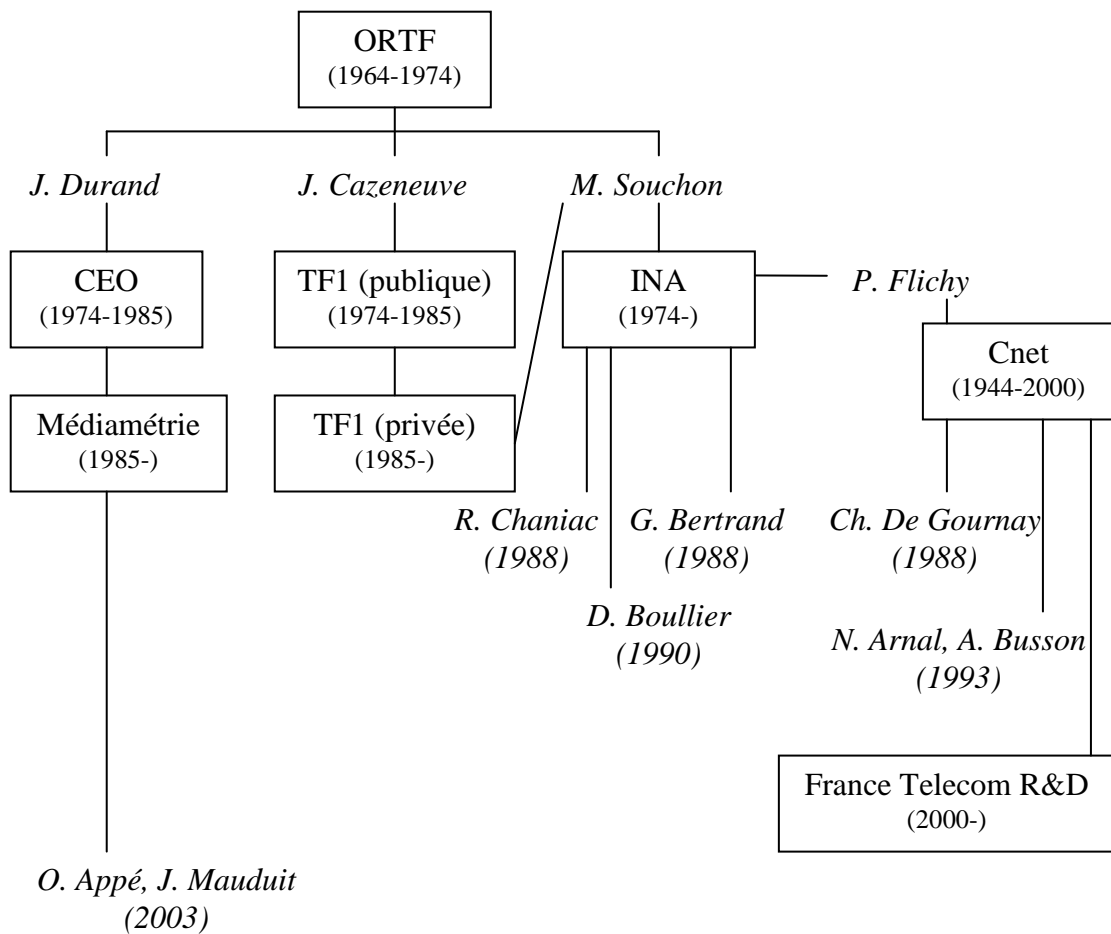 ORTF
(1964-1974)
J. Durand
J. Cazeneuve
M. Souchon
CEO
(1974-1985)
TF1 (publique)
(1974-1985)
INA
(1974-)
P. Flichy
Cnet
(1944-2000)
Médiamétrie
(1985-)
TF1 (privée)
(1985-)
R. Chaniac
(1988)
G. Bertrand
(1988)
Ch. De Gournay
(1988)
D. Boullier
(1990)
N. Arnal, A. Busson
(1993)
France Telecom R&D
(2000-)
O. Appé, J. Mauduit
(2003)